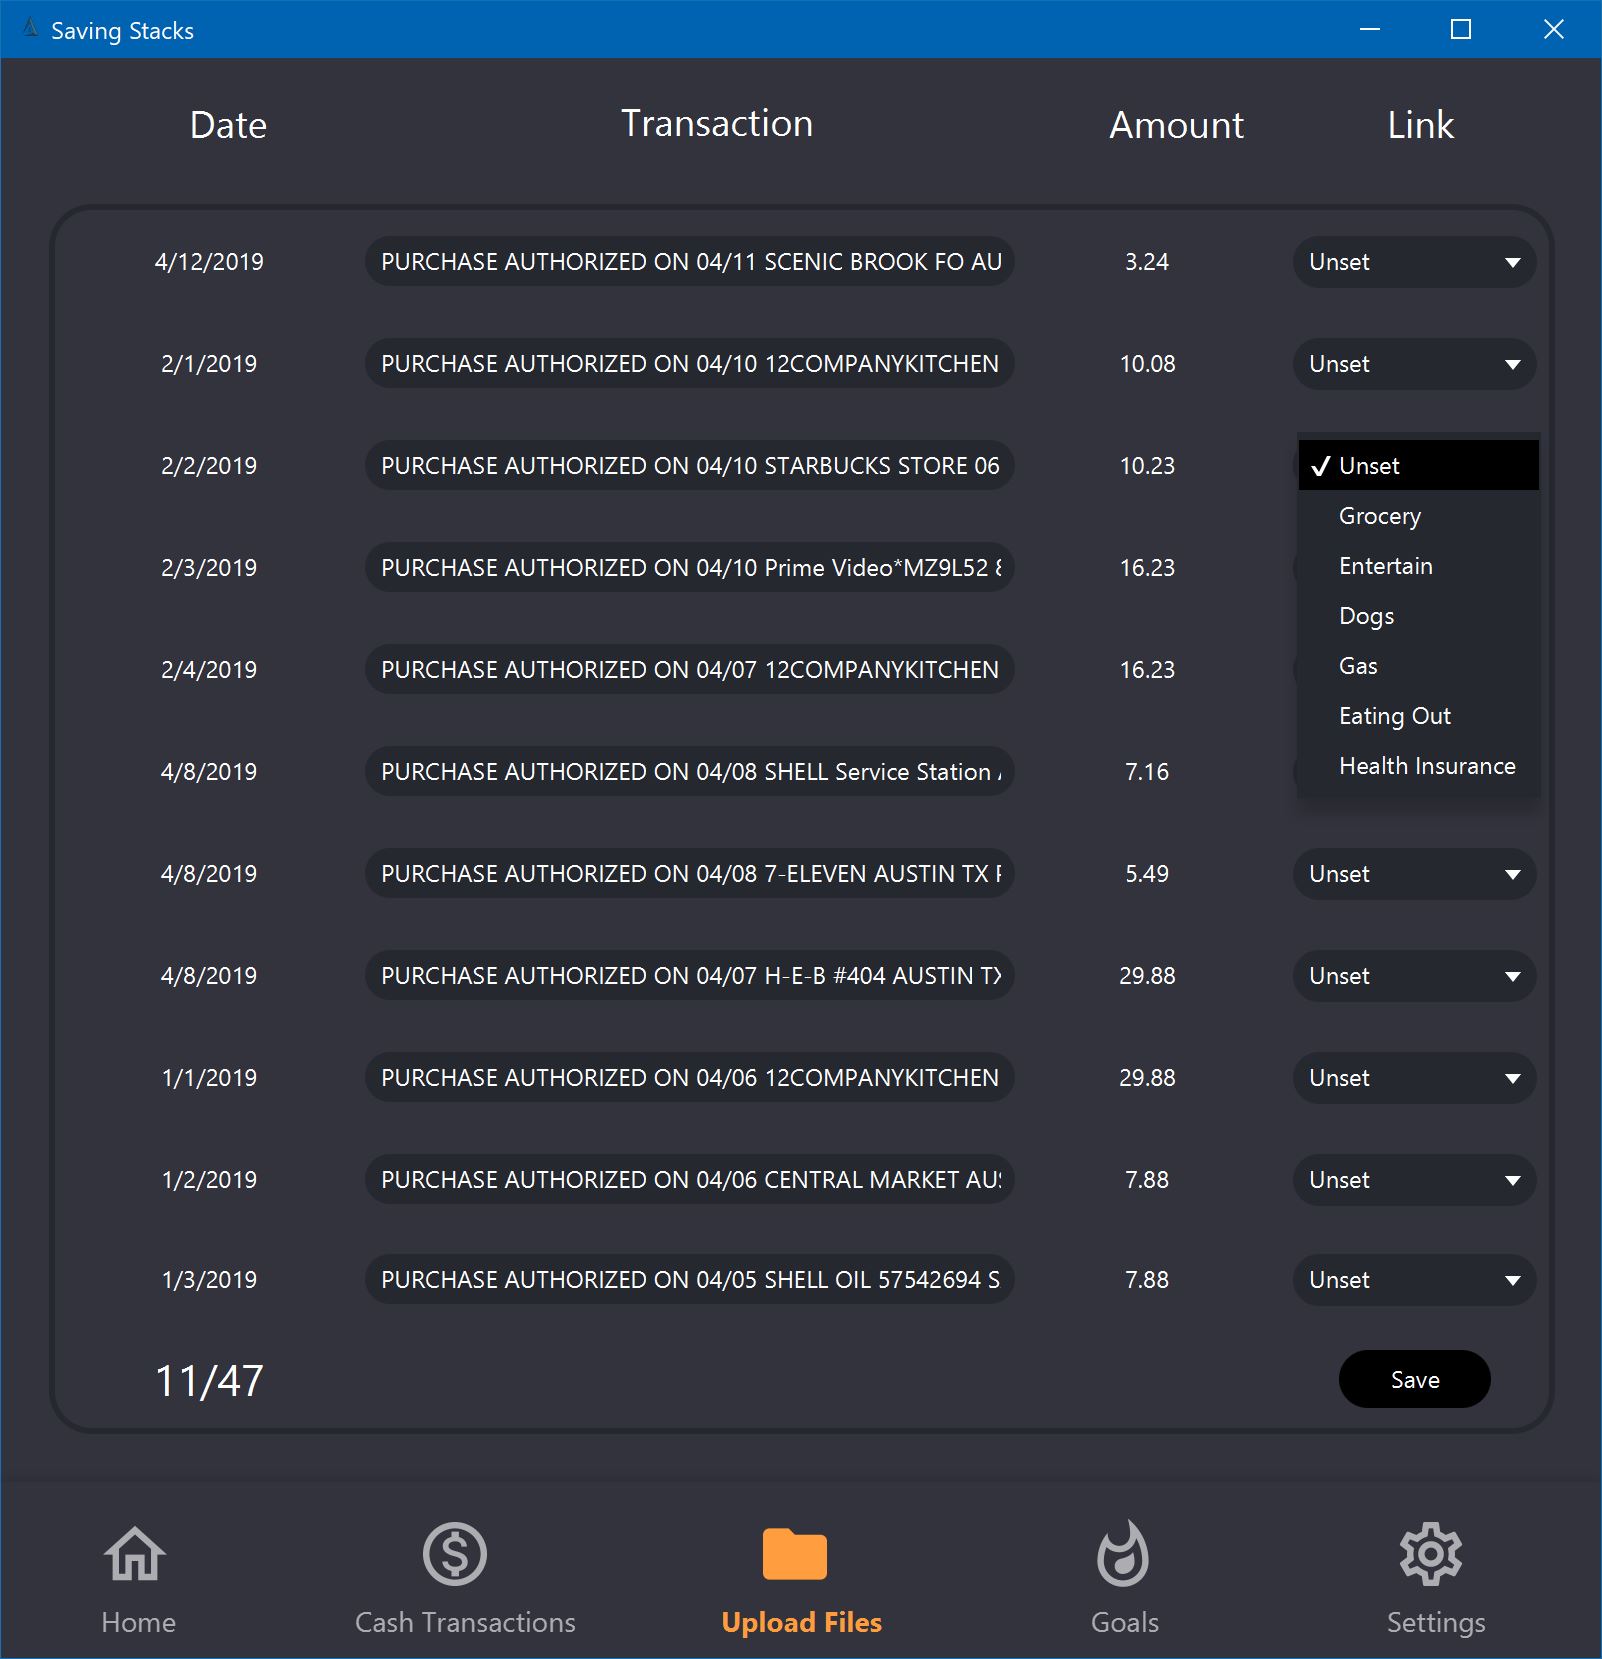 Saving Stacks
Date Transaction Amount Link
4/12/2019 PURCHASE AUTHORIZED ON 04/11 SCENIC BROOK FO AU 3.24 Unset
2/1/2019 PURCHASE AUTHORIZED ON 04/10 12COMPANYKITCHEN 10.08 Unset
2/2/2019 PURCHASE AUTHORIZED ON 04/10 STARBUCKS STORE 06 10.23 Unset
Grocery
2/3/2019 PURCHASE AUTHORIZED ON 04/10 Prime Video*MZ9L52 16.23 Entertain
Dogs
2/4/2019 PURCHASE AUTHORIZED ON 04/07 12COMPANYKITCHEN 16.23 Gas
Eating Out
4/8/2019 PURCHASE AUTHORIZED ON 04/08 SHELL Service Station 7.16 Health Insurance
4/8/2019 PURCHASE AUTHORIZED ON 04/08 7-ELEVEN AUSTIN TX 5.49 Unset
4/8/2019 PURCHASE AUTHORIZED ON 04/07 H-E-B #404 AUSTIN TX 29.88 Unset
1/1/2019 PURCHASE AUTHORIZED ON 04/06 12COMPANYKITCHEN 29.88 Unset
1/2/2019 PURCHASE AUTHORIZED ON 04/06 CENTRAL MARKET AUS 7.88 Unset
1/3/2019 PURCHASE AUTHORIZED ON 04/05 SHELL OIL 57542694 S 7.88 Unset
11/47 Save
Home Cash Transactions Upload Files Goals Settings